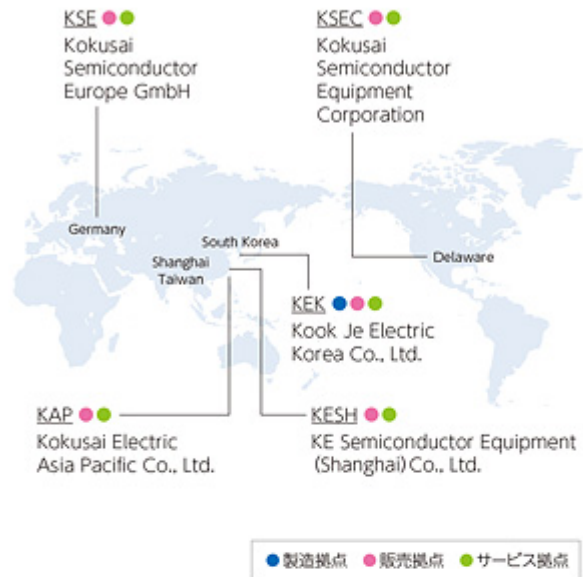 KSE
Kokusai
Semiconductor
Europe GmbH
KSEC
Kokusai
Semiconductor
Equipment
Corporation
Germany
South Korea
Shanghai
Taiwan
Delaware
KEK
Kook Je Electric
Korea Co., Ltd.
KAP
Kokusai Electric
Asia Pacific Co., Ltd.
KESH
KE Semiconductor Equipment
(Shanghai)Co., Ltd.
製造拠点 販売拠点 サービス拠点